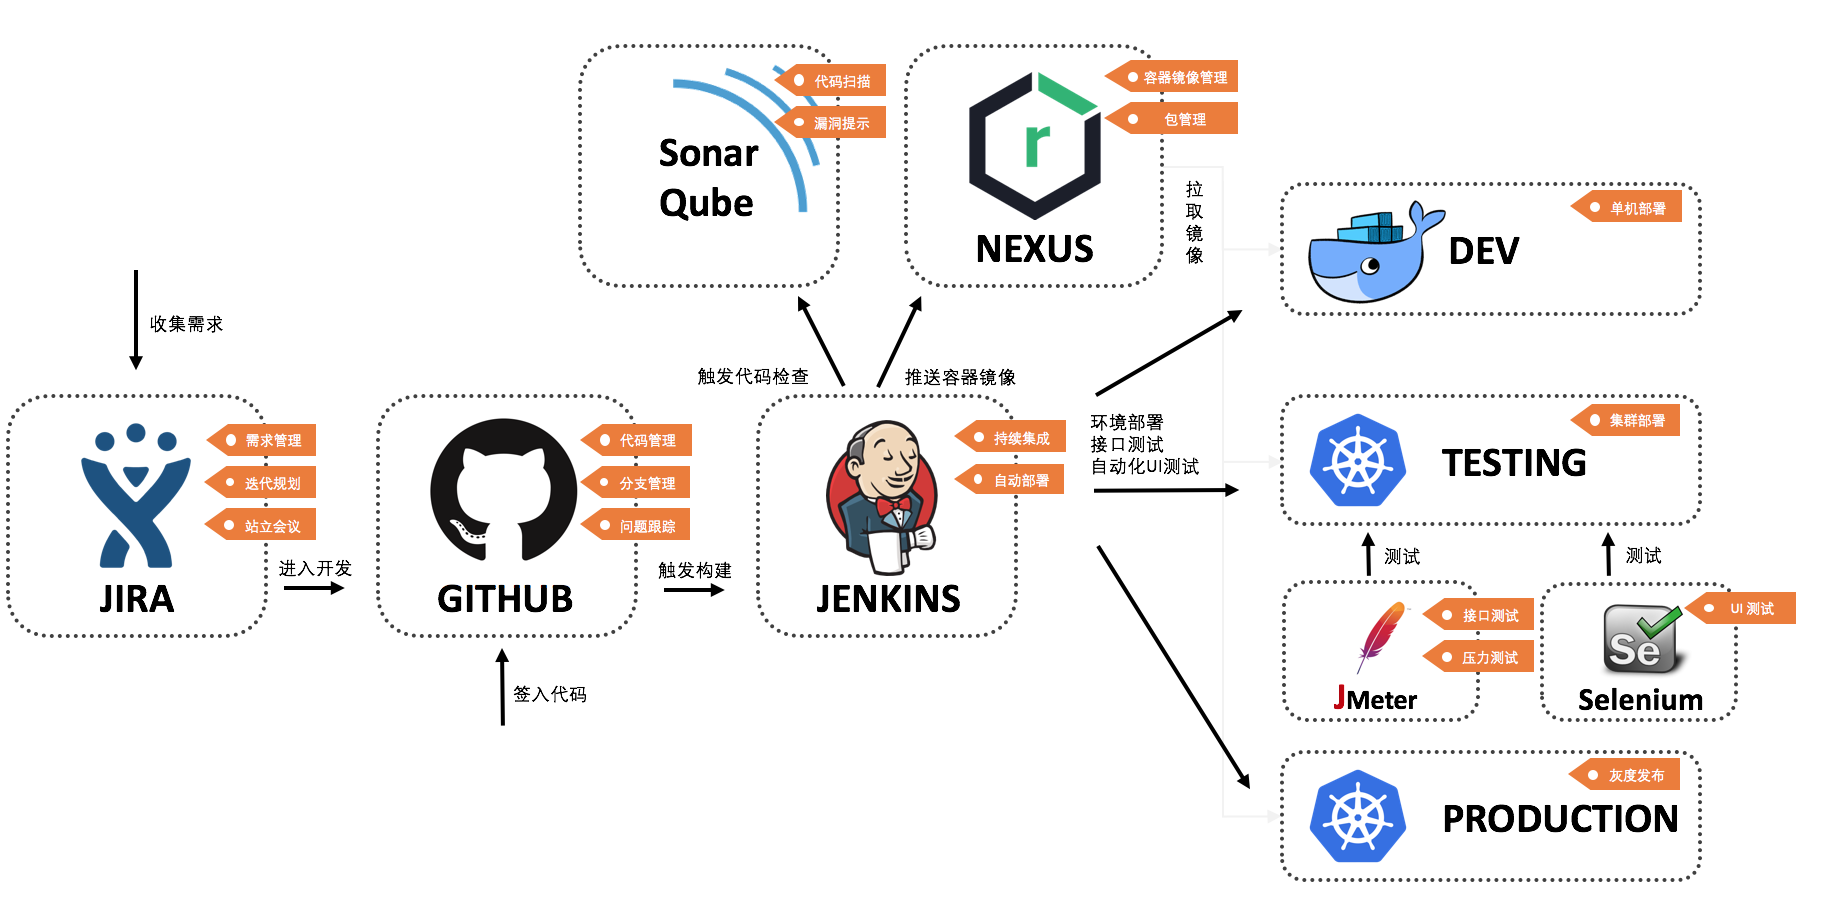 代码扫描
漏洞提示
Sonar
Qube
容器镜像管理
包管理
r
NEXUS
拉
取
镜
像
单机部署
DEV
收集需求
触发代码检查
推送容器镜像
需求管理
迭代规划
站立会议
JIRA
进入开发
代码管理
分支管理
问题跟踪
GITHUB
签入代码
触发构建
持续集成
自动部署
JENKINS
环境部署
接口测试
自动化UI测试
集群部署
TESTING
测试
测试
接口测试
压力测试
JMeter
UI 测试
Se
Selenium
灰度发布
PRODUCTION